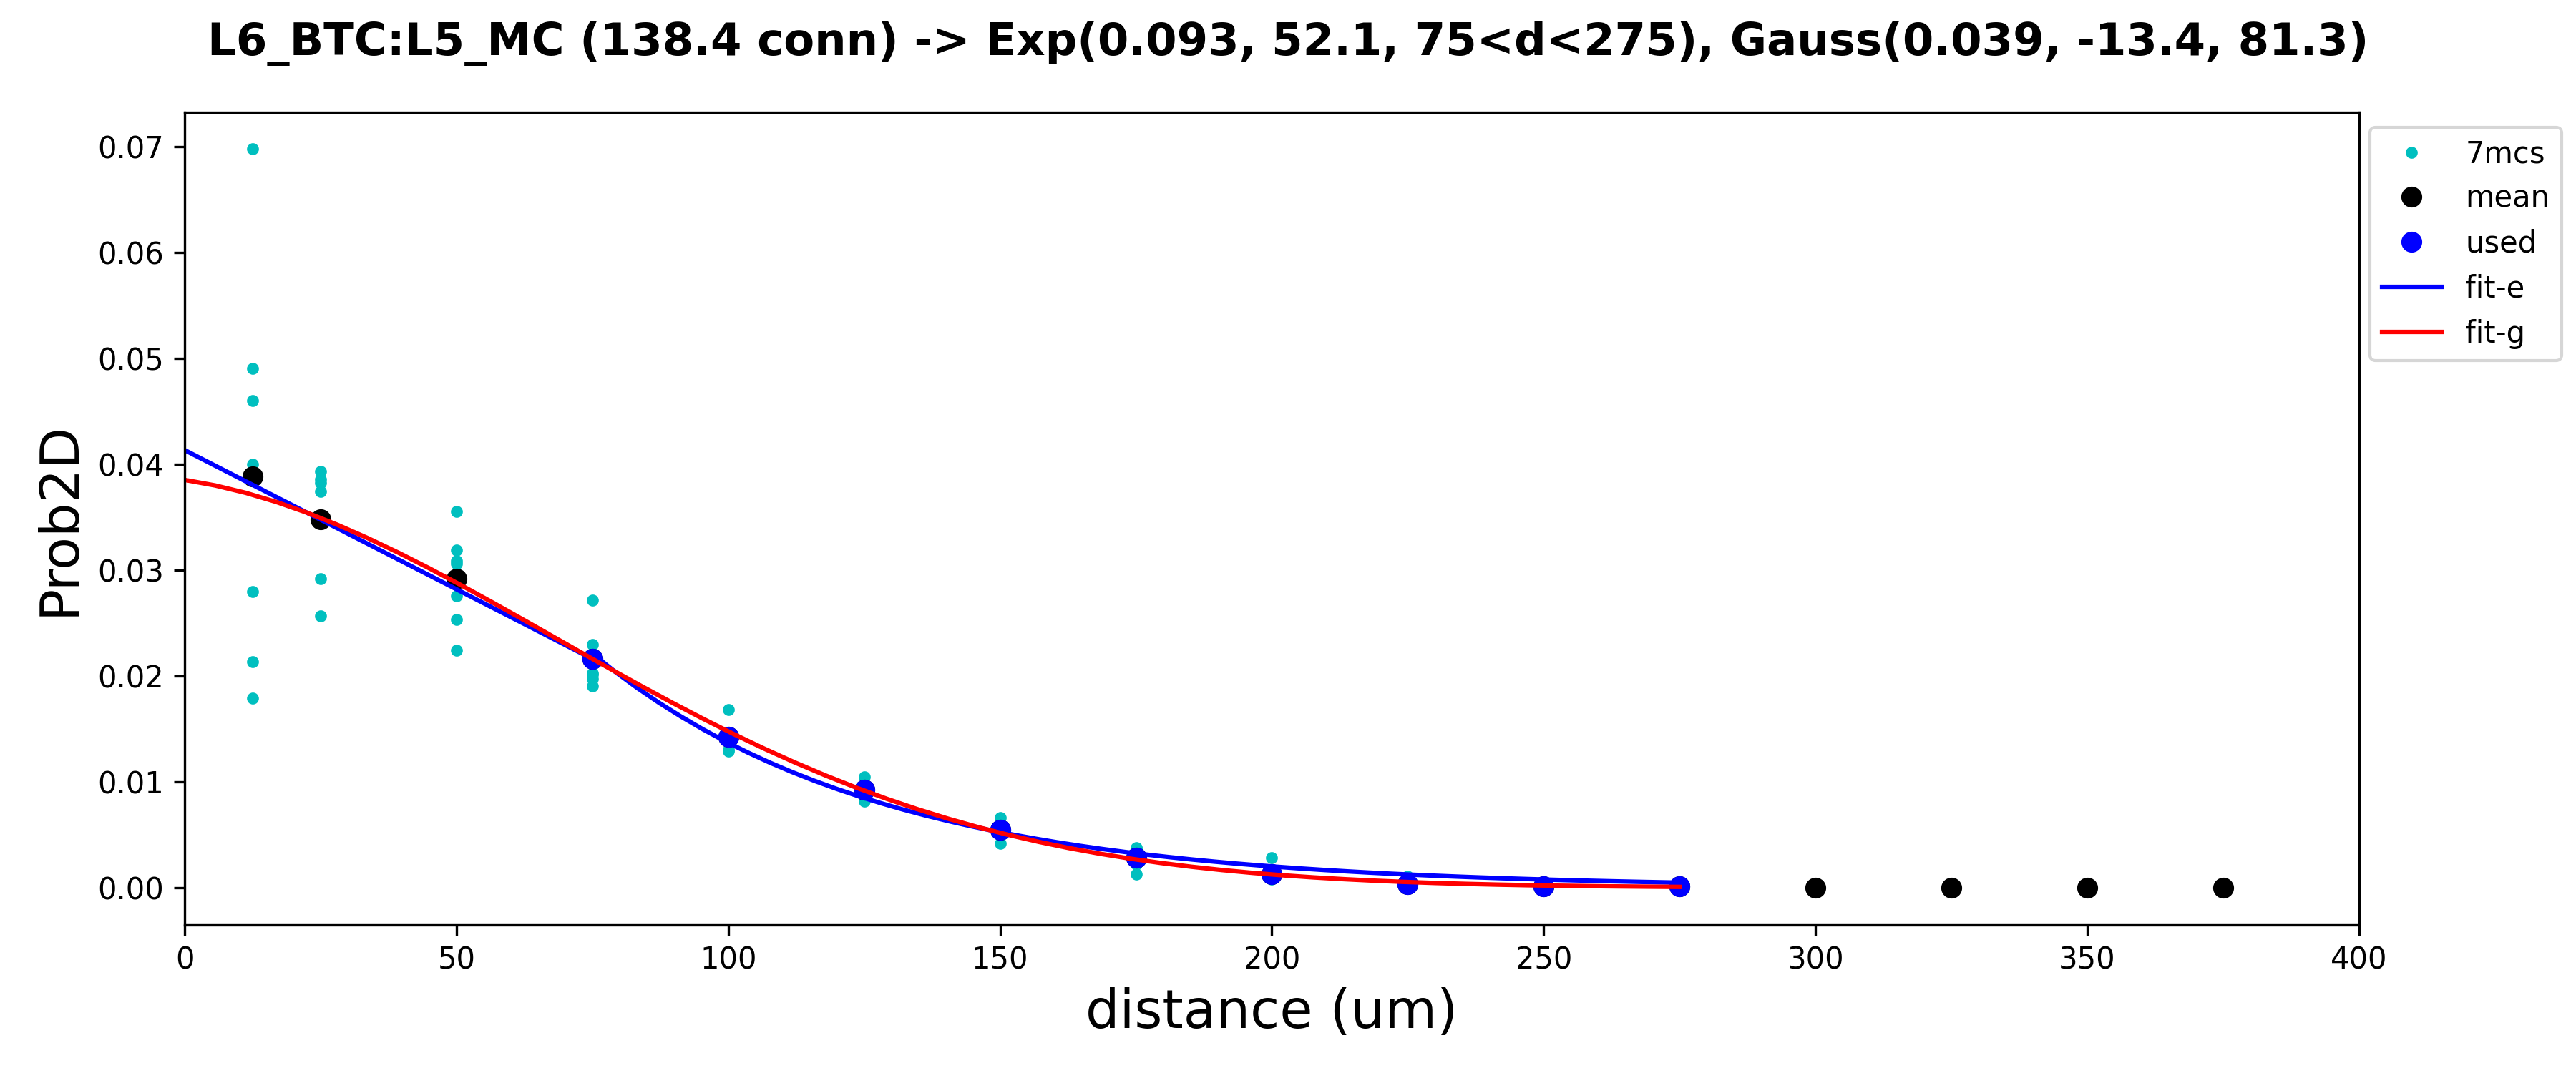 L6_BTC:L5_MC (138.4 conn) -> Exp(0.093, 52.1, 75<d<275), Gauss(0.039, -13.4, 81.3)
0.07
0.06
0.05
0.04
0.03
0.02
0.01
0.00
Prob2D
0 50 100 150 200 250 300 350 400
distance (um)
7mcs
mean
used
fit-e
fit-g